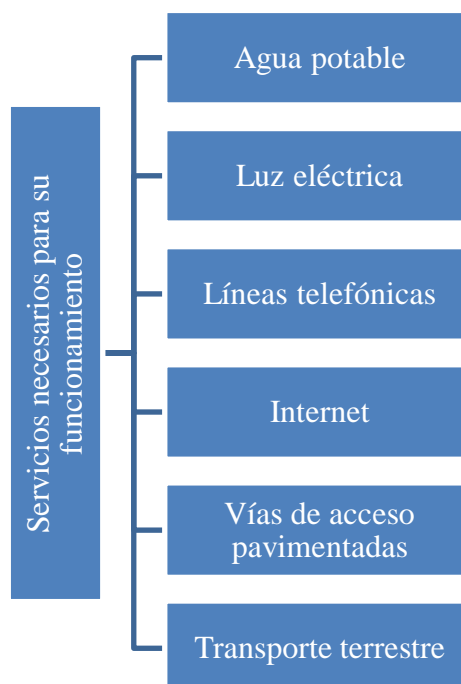 Servicios necesarios para su
funcionamiento
Agua potable
Luz eléctrica
Líneas telefónicas
Internet
Vías de acceso
pavimentadas
Transporte terrestre